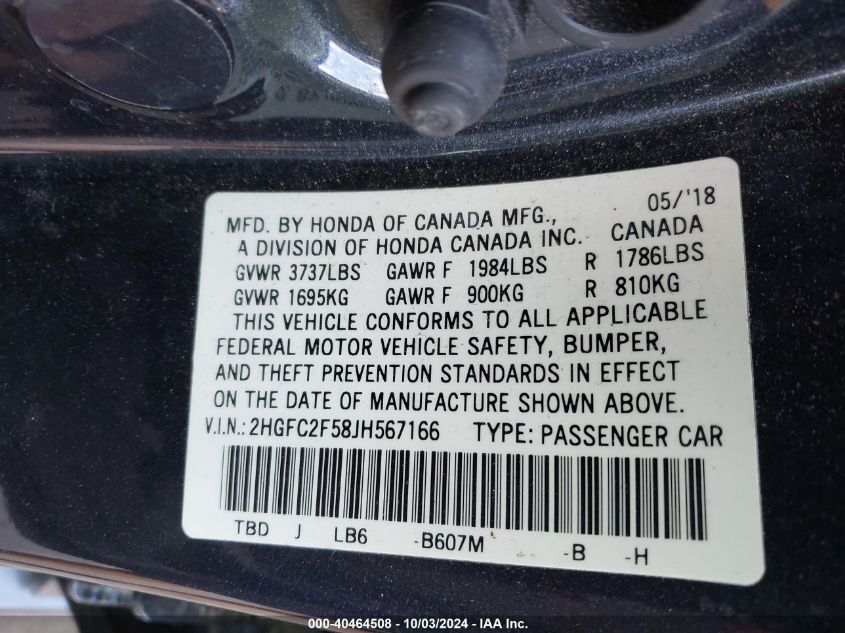 05/'18
MFD. BY HONDA OF CANADA MFG.,
A DIVISION OF HONDA CANADA INC. CANADA
GVWR 3737LBS GAWR F 1984LBS R 1786LBS
GVWR 1695KG GAWR F 900KG R 810KG
THIS VEHICLE CONFORMS TO ALL APPLICABLE
FEDERAL MOTOR VEHICLE SAFETY, BUMPER,
AND THEFT PREVENTION STANDARDS IN EFFECT
ON THE DATE OF MANUFACTURE SHOWN ABOVE.
V.I.N.: 2HGFC2F58JH567166 TYPE: PASSENGER CAR
TBD J LB6 -B607M -B -H
000-40464508 - 10/03/2024 - IAA Inc.